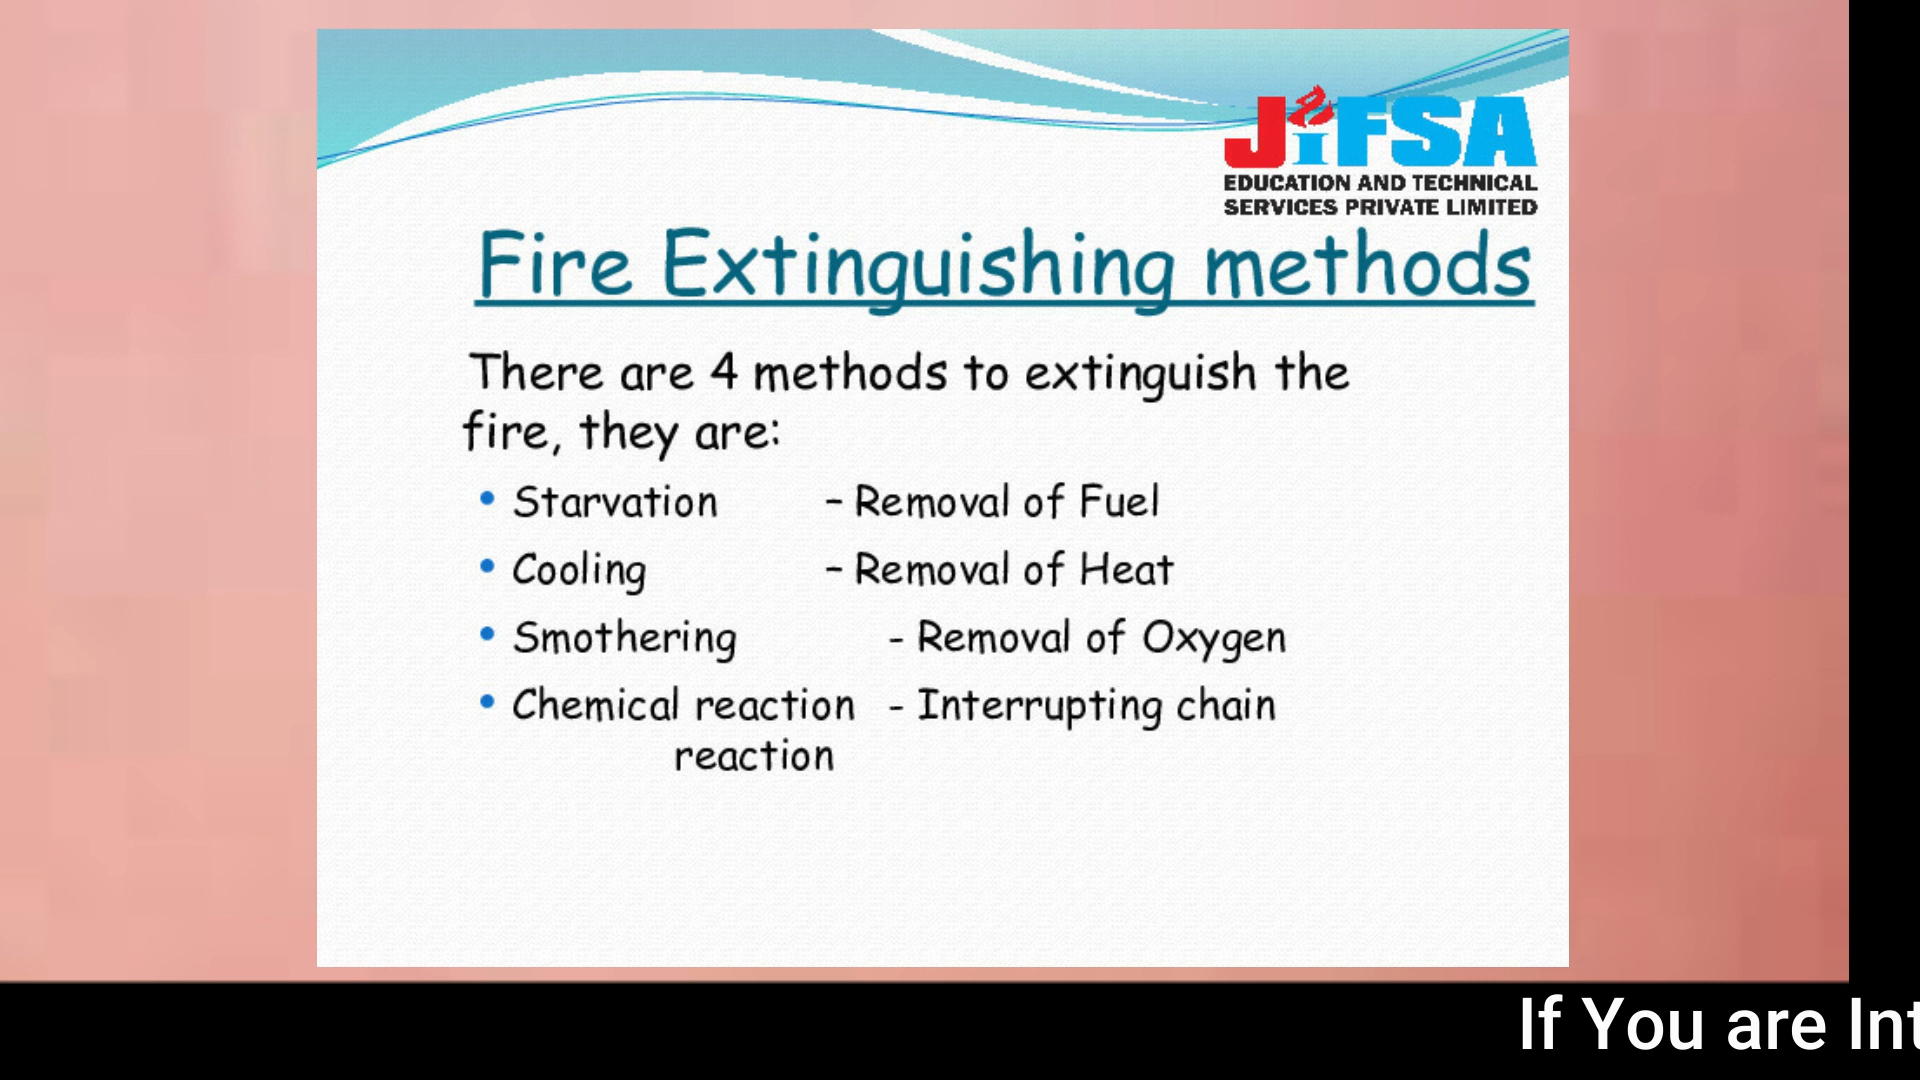 JiFSA
EDUCATION AND TECHNICAL
SERVICES PRIVATE LIMITED
Fire Extinguishing methods
There are 4 methods to extinguish the
fire, they are:
• Starvation – Removal of Fuel
• Cooling – Removal of Heat
• Smothering - Removal of Oxygen
• Chemical reaction - Interrupting chain
reaction
If You are Int